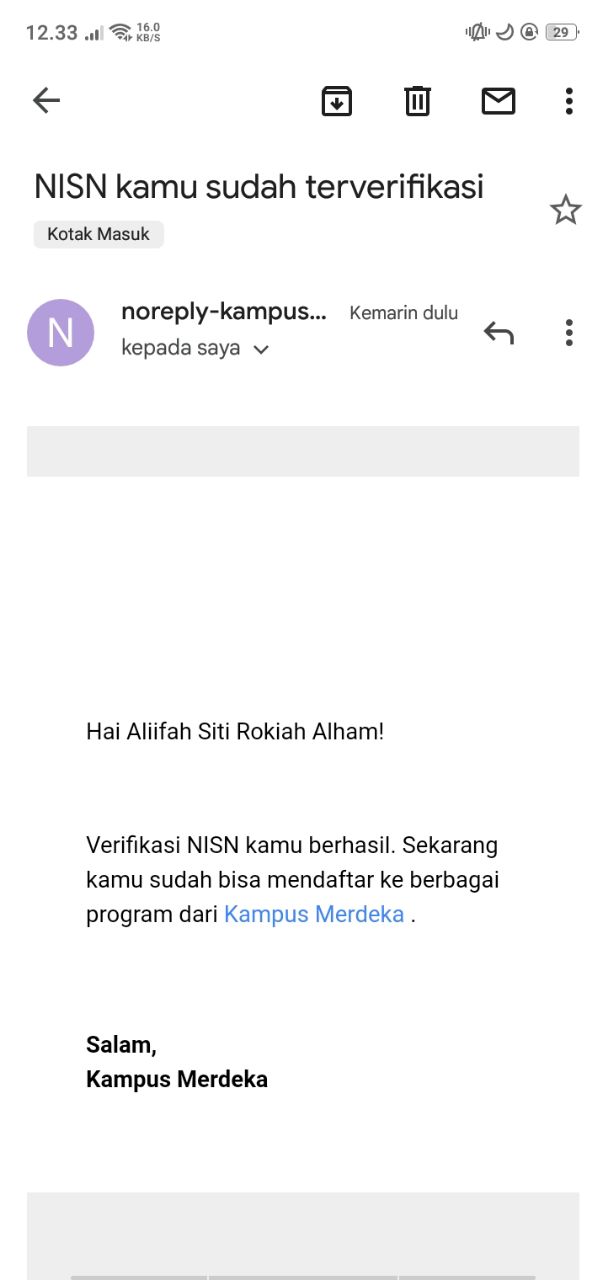 12.33 16.0 KB/S 29
NISN kamu sudah terverifikasi
Kotak Masuk
N
noreply-kampus... Kemarin dulu
kepada saya
Hai Aliifah Siti Rokiah Alham!
Verifikasi NISN kamu berhasil. Sekarang
kamu sudah bisa mendaftar ke berbagai
program dari Kampus Merdeka .
Salam,
Kampus Merdeka